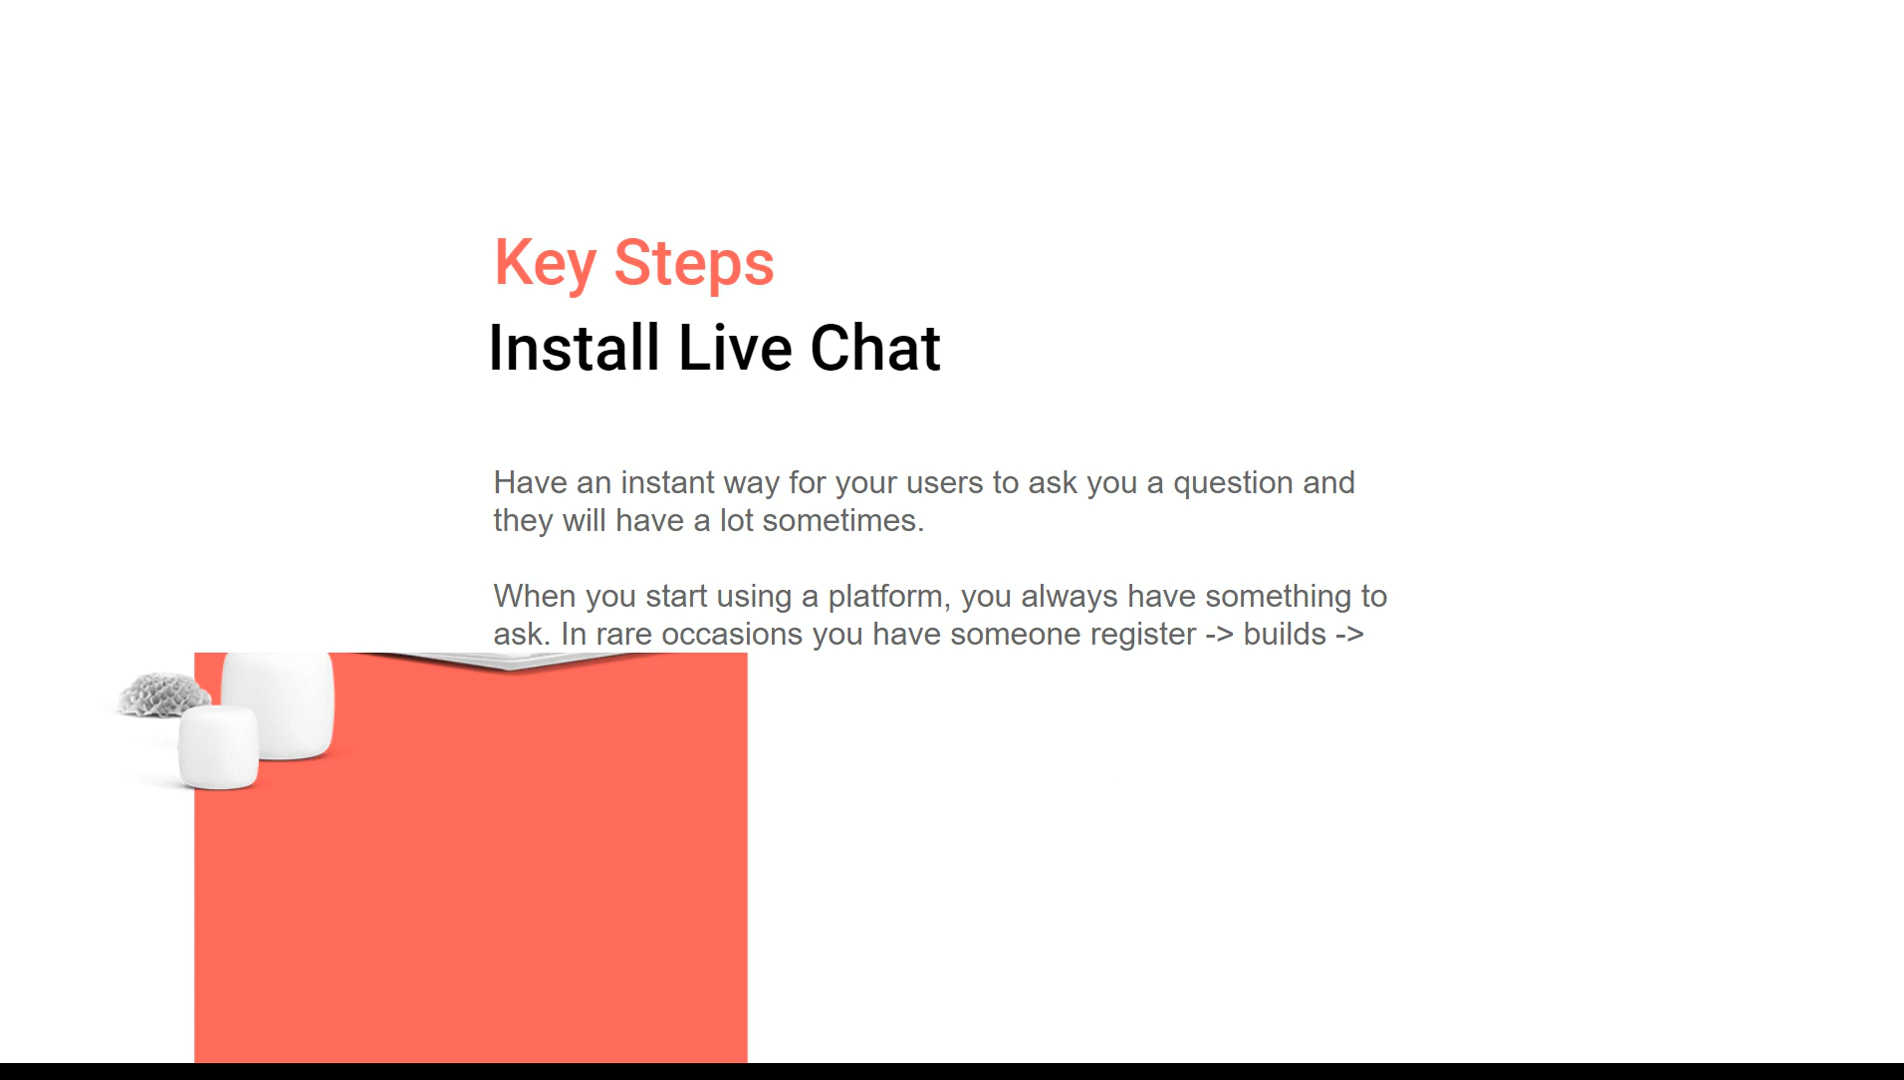 Key Steps
Install Live Chat
Have an instant way for your users to ask you a question and
they will have a lot sometimes.
When you start using a platform, you always have something to
ask. In rare occasions you have someone register -> builds ->